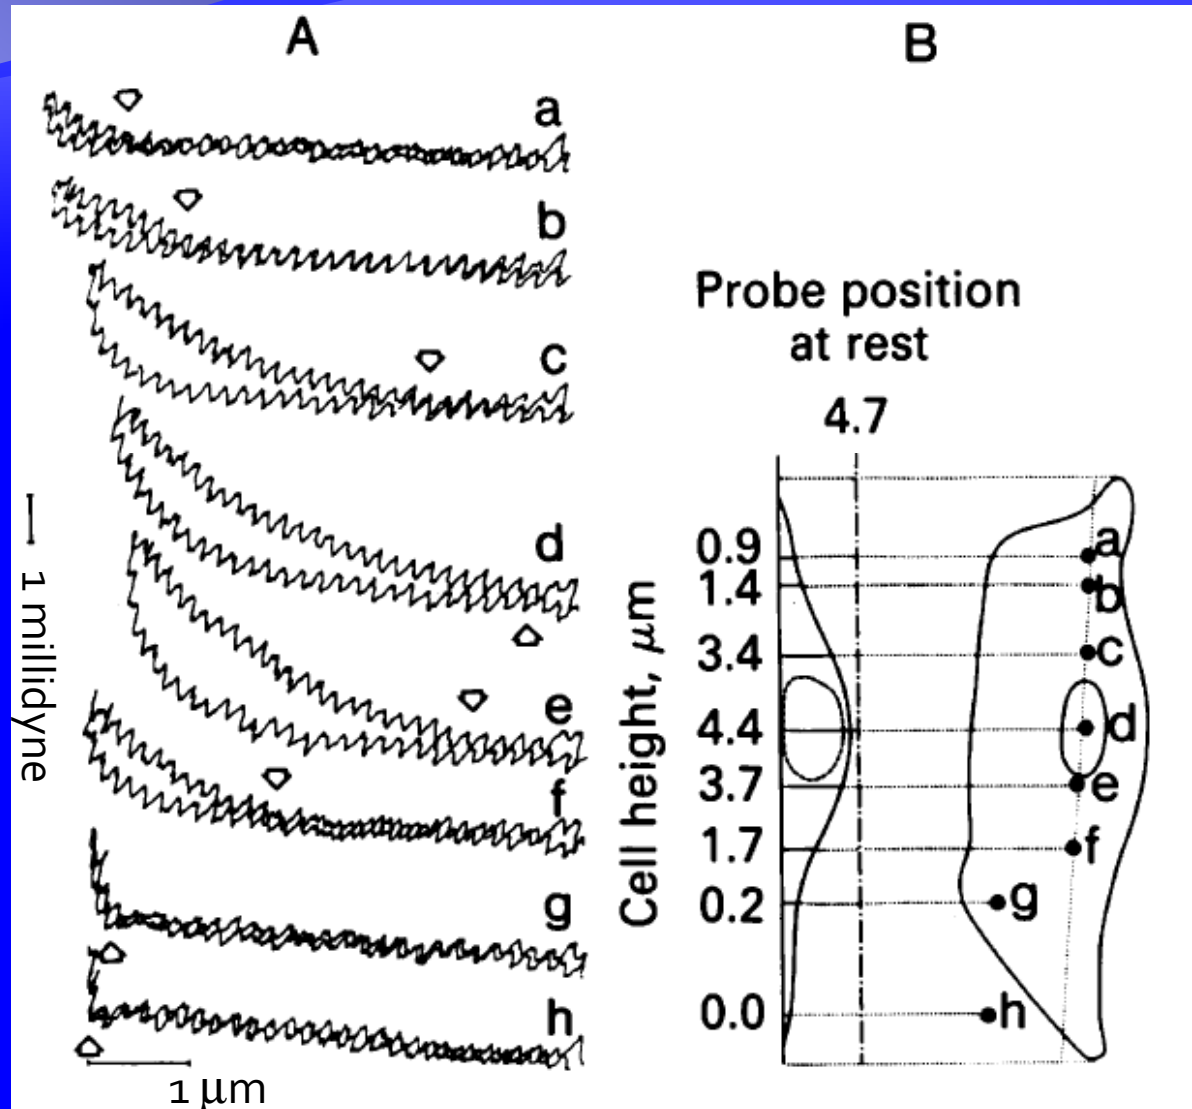 A
a
b
c
d
e
f
g
h
1 millidyne
1 µm
B
Probe position
at rest
4.7
Cell height, µm
0.9
1.4
3.4
4.4
3.7
1.7
0.2
0.0
a
b
c
d
e
f
g
h